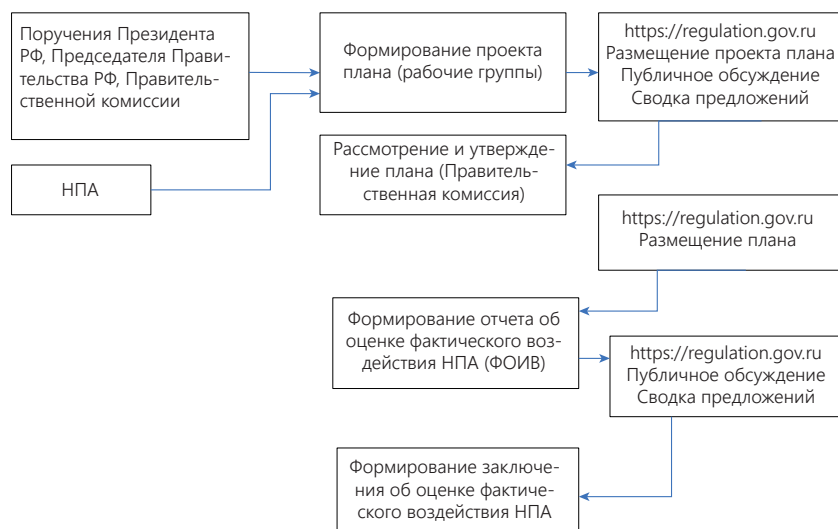 Поручения Президента
РФ, Председателя Прави-
тельства РФ, Правитель-
ственной комиссии
Формирование проекта
плана (рабочие группы)
https://regulation.gov.ru
Размещение проекта плана
Публичное обсуждение
Сводка предложений
НПА
Рассмотрение и утвержде-
ние плана (Правитель-
ственная комиссия)
https://regulation.gov.ru
Размещение плана
Формирование отчета об
оценке фактического воз-
действия НПА (ФОИВ)
https://regulation.gov.ru
Публичное обсуждение
Сводка предложений
Формирование заключе-
ния об оценке фактиче-
ского воздействия НПА